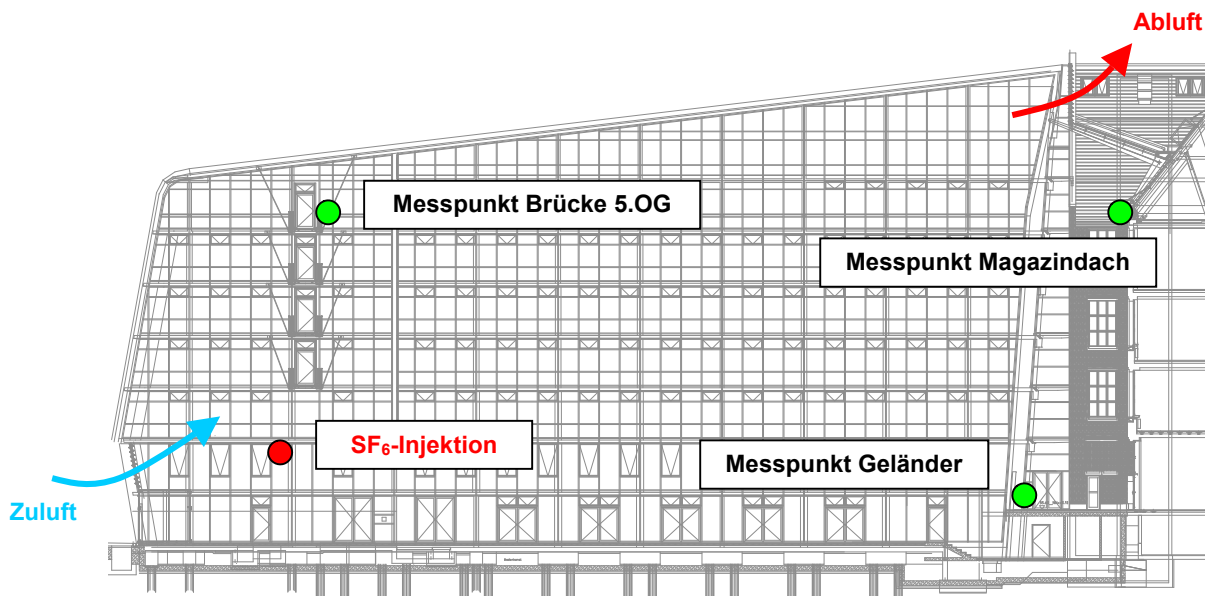 Abluft
Messpunkt Brücke 5.OG
Messpunkt Magazindach
SF₆-Injektion
Messpunkt Geländer
Zuluft